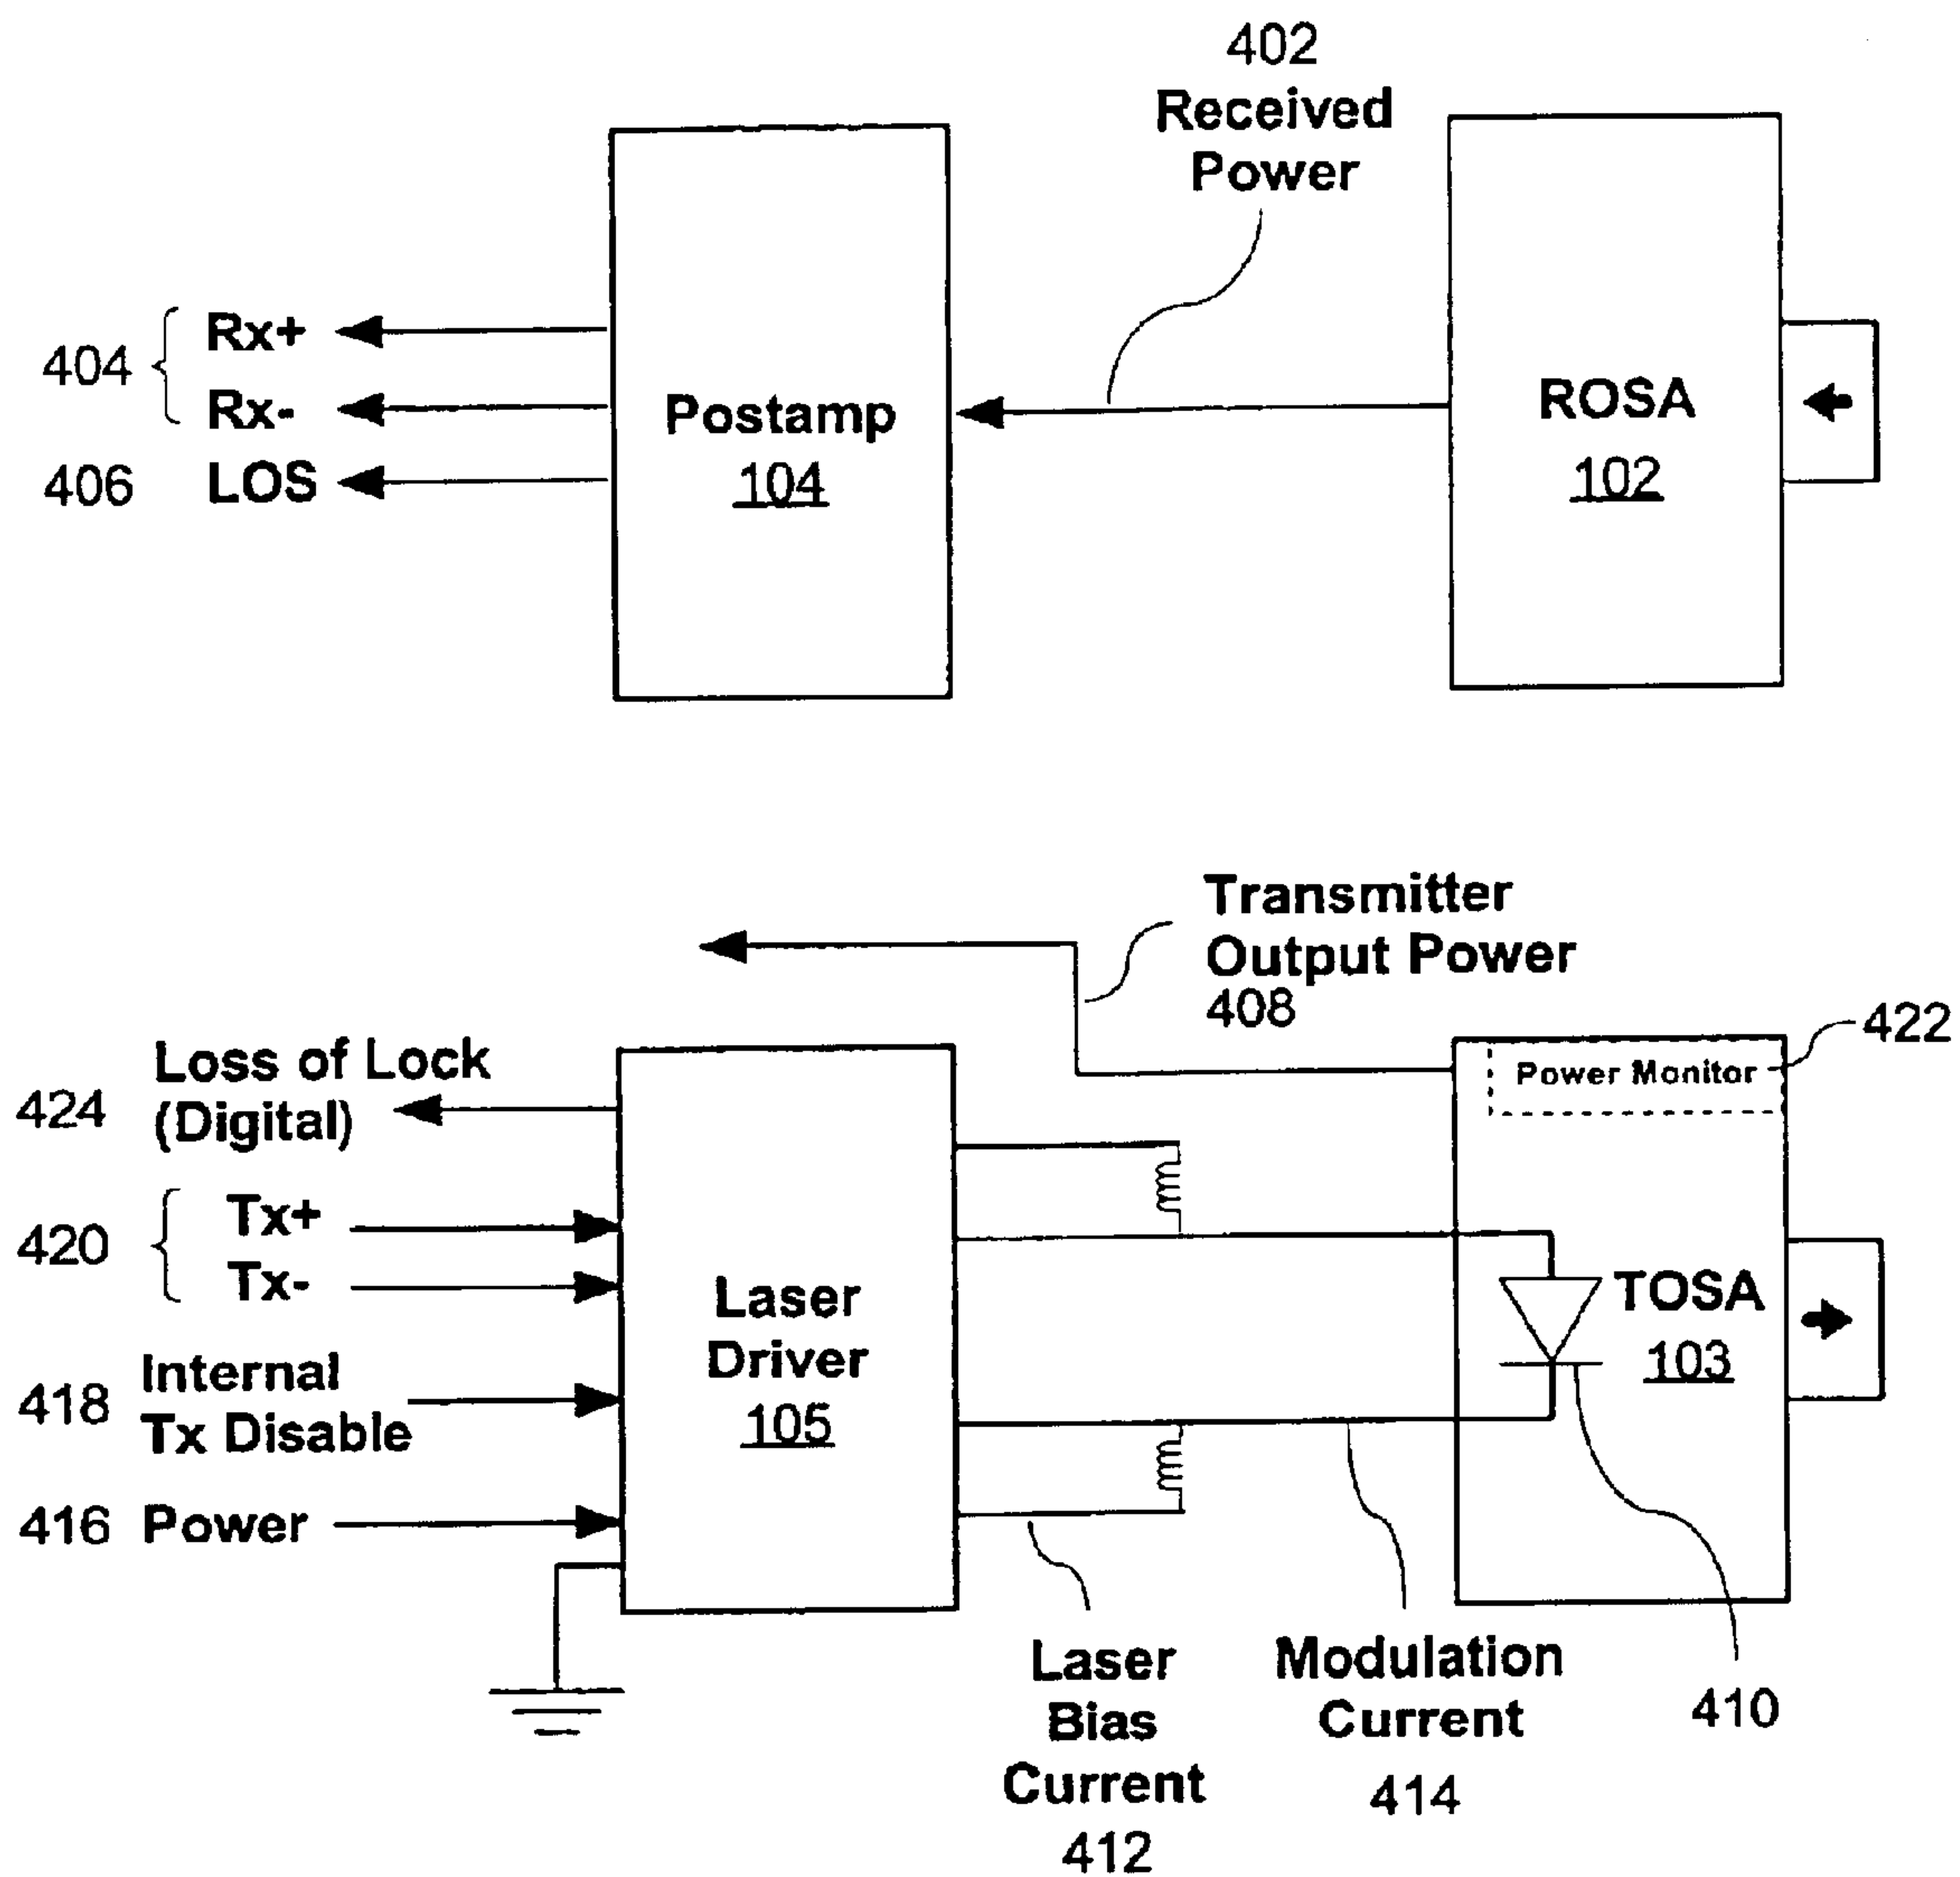 402
Received
Power
404
Rx+
Rx-
406
LOS
Postamp
104
ROSA
102
Transmitter
Output Power
408
422
Power Monitor
Loss of Lock
(Digital)
424
420
Tx+
Tx-
418
Internal
Tx Disable
416
Power
Laser
Driver
105
TOSA
103
Laser
Bias
Current
412
Modulation
Current
414
410